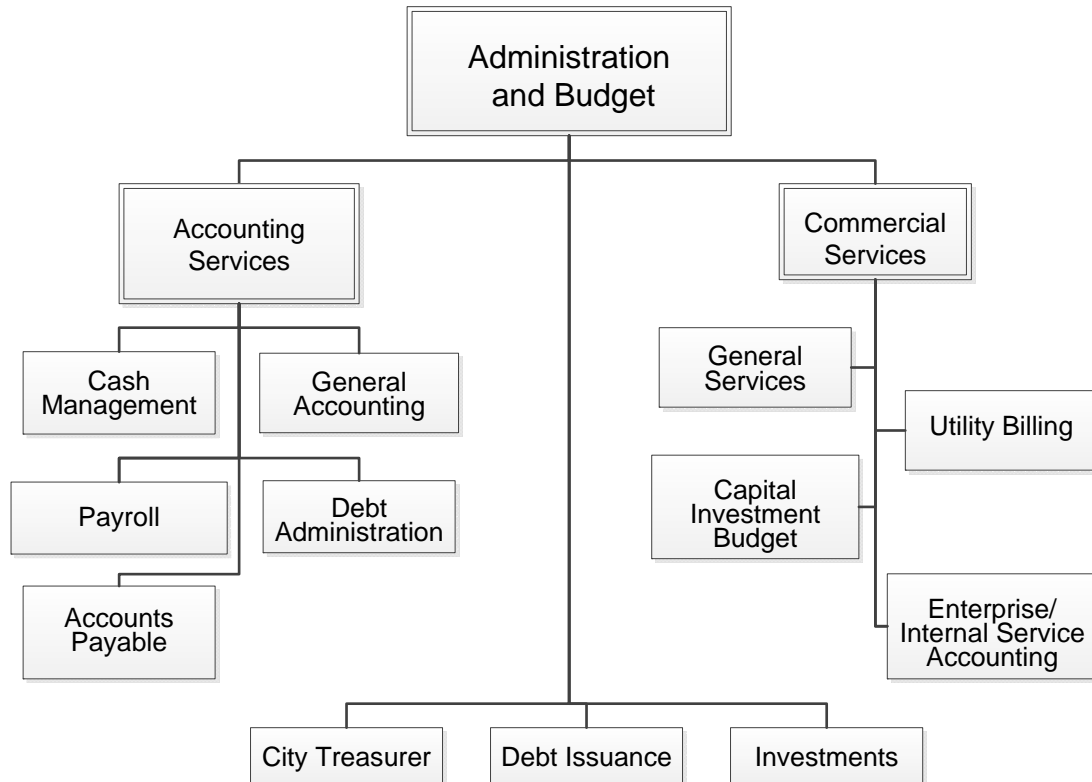 Administration
and Budget
Accounting
Services
Commercial
Services
Cash
Management
General
Accounting
General
Services
Utility Billing
Payroll
Debt
Administration
Capital
Investment
Budget
Accounts
Payable
Enterprise/
Internal Service
Accounting
City Treasurer
Debt Issuance
Investments